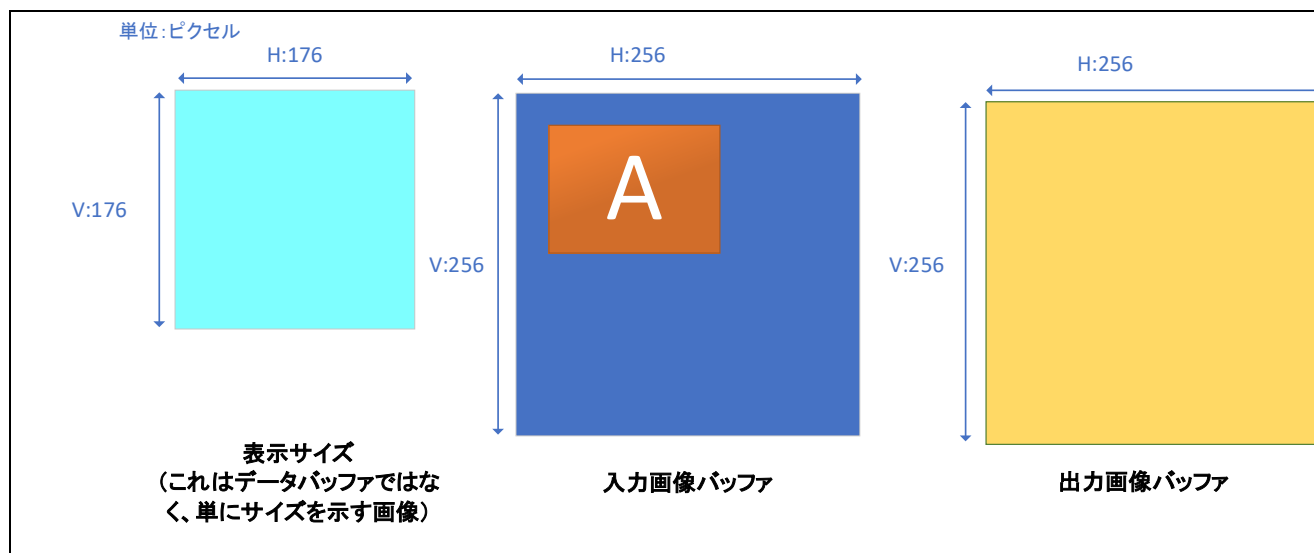 単位:ピクセル
H:176
V:176
表示サイズ
(これはデータバッファではな
く、単にサイズを示す画像)
H:256
V:256
A
入力画像バッファ
H:256
V:256
出力画像バッファ